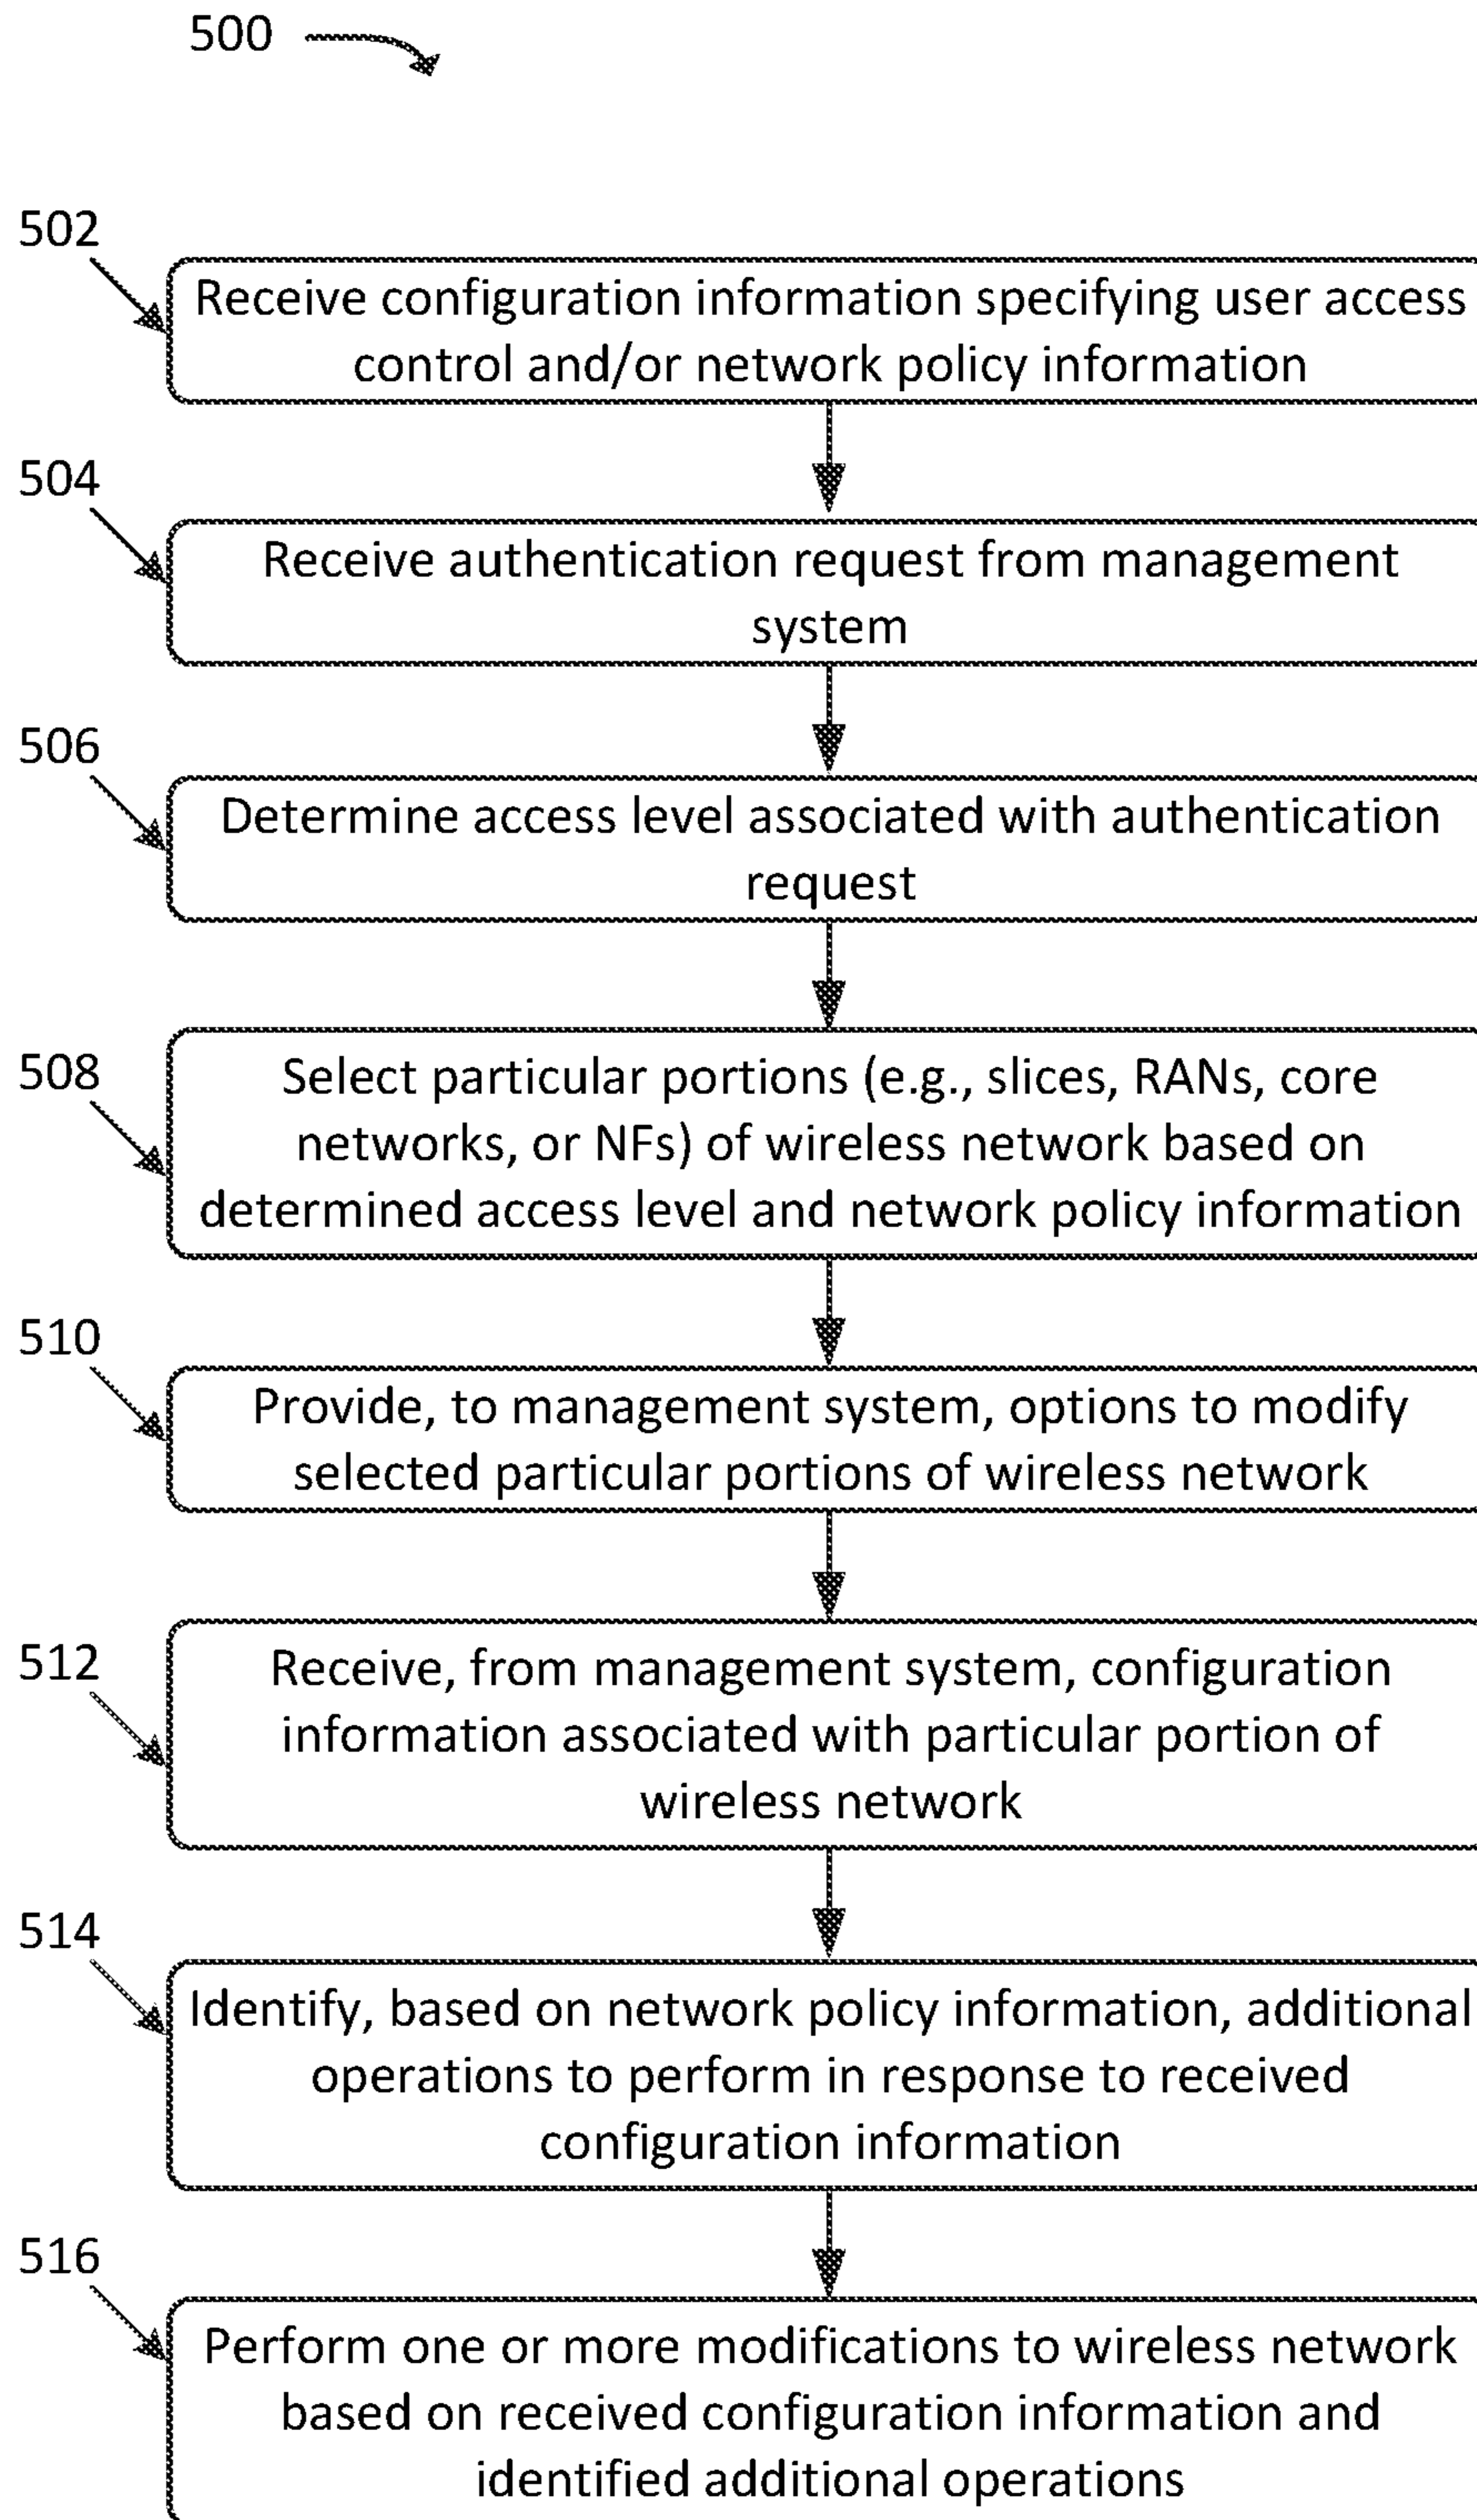 500
502
Receive configuration information specifying user access
control and/or network policy information
504
Receive authentication request from management
system
506
Determine access level associated with authentication
request
508
Select particular portions (e.g., slices, RANs, core
networks, or NFs) of wireless network based on
determined access level and network policy information
510
Provide, to management system, options to modify
selected particular portions of wireless network
512
Receive, from management system, configuration
information associated with particular portion of
wireless network
514
Identify, based on network policy information, additional
operations to perform in response to received
configuration information
516
Perform one or more modifications to wireless network
based on received configuration information and
identified additional operations